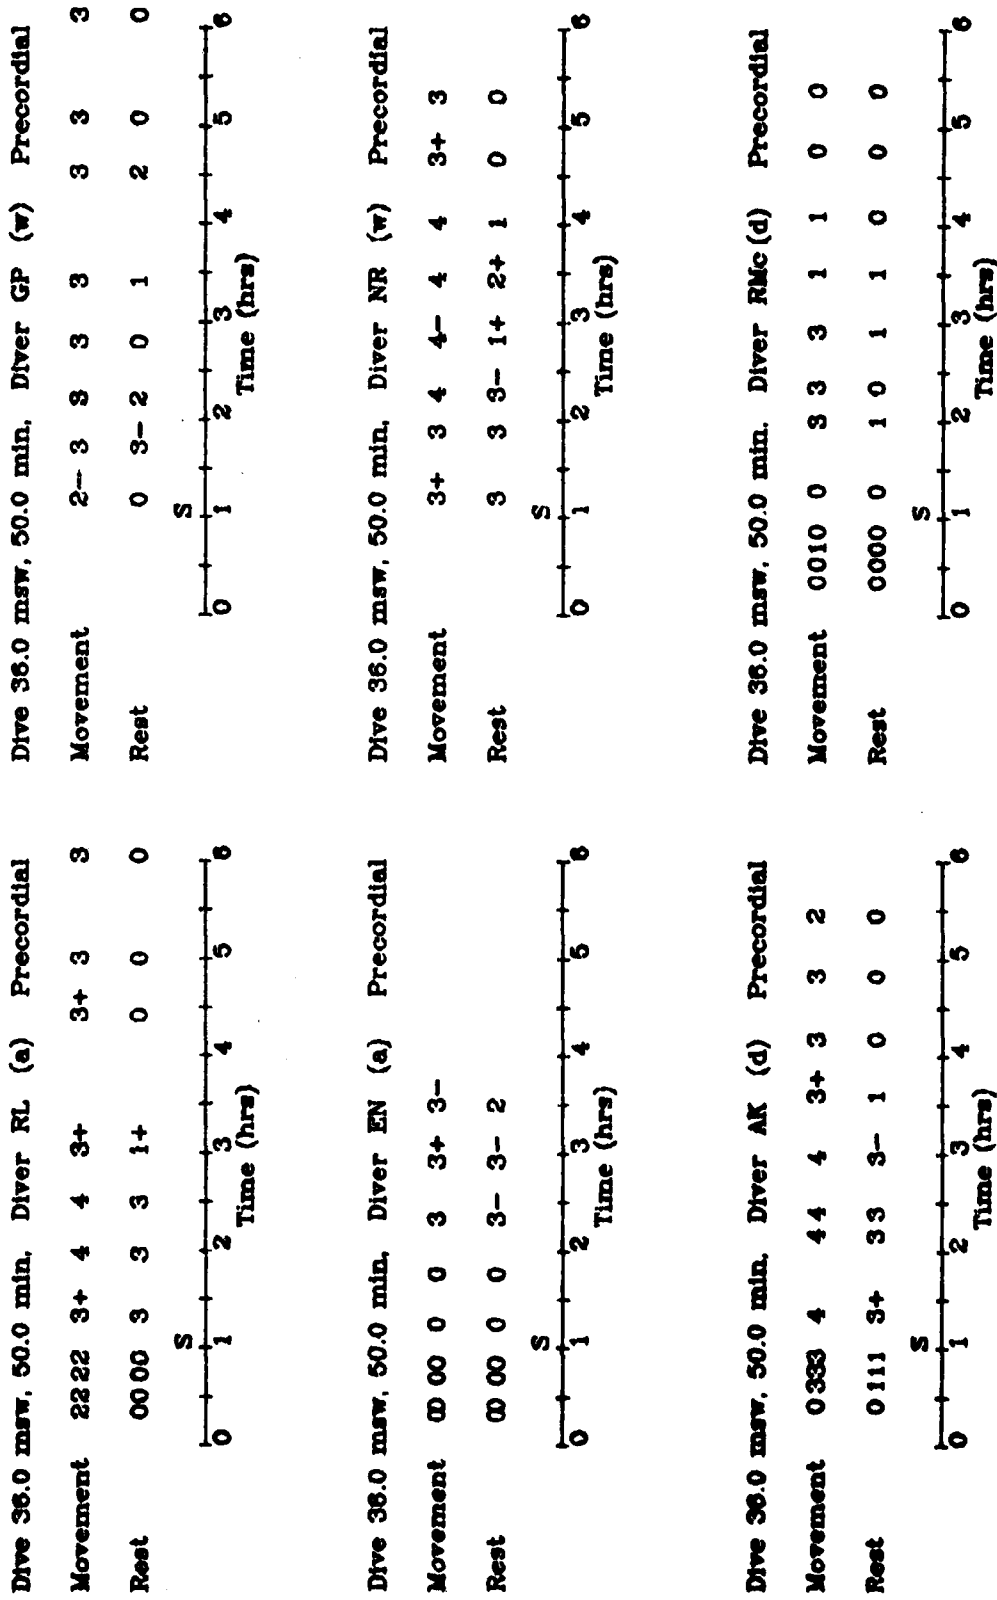 Dive 36.0 msw, 50.0 min, Diver RL (a) Precordial
Movement 2222 3+ 4 4 3+ 3+ 3 3
Rest 0000 3 3 3 1+ 0 0 0
S
0 1 2 3 4 5 6
Time (hrs)
Dive 36.0 msw, 50.0 min, Diver GP (w) Precordial
Movement 2-- 3 3 3 3 3 3 3
Rest 0 3- 2 0 1 2 0 0
S
0 1 2 3 4 5 6
Time (hrs)
Dive 36.0 msw, 50.0 min, Diver EN (a) Precordial
Movement 00 00 0 0 3 3+ 3-
Rest 00 00 0 0 3- 3- 2
S
0 1 2 3 4 5 6
Time (hrs)
Dive 36.0 msw, 50.0 min, Diver NR (w) Precordial
Movement 3+ 3 4 4- 4 4 3+ 3
Rest 3 3 3- 1+ 2+ 1 0 0
S
0 1 2 3 4 5 6
Time (hrs)
Dive 36.0 msw, 50.0 min, Diver AK (d) Precordial
Movement 0333 4 44 4 3+ 3 3 2
Rest 0111 3+ 33 3- 1 0 0 0
S
0 1 2 3 4 5 6
Time (hrs)
Dive 36.0 msw, 50.0 min. Diver RMc(d) Precordial
Movement 0010 0 3 3 3 1 1 0 0
Rest 0000 0 1 0 1 1 0 0 0
S
0 1 2 3 4 5 6
Time (hrs)